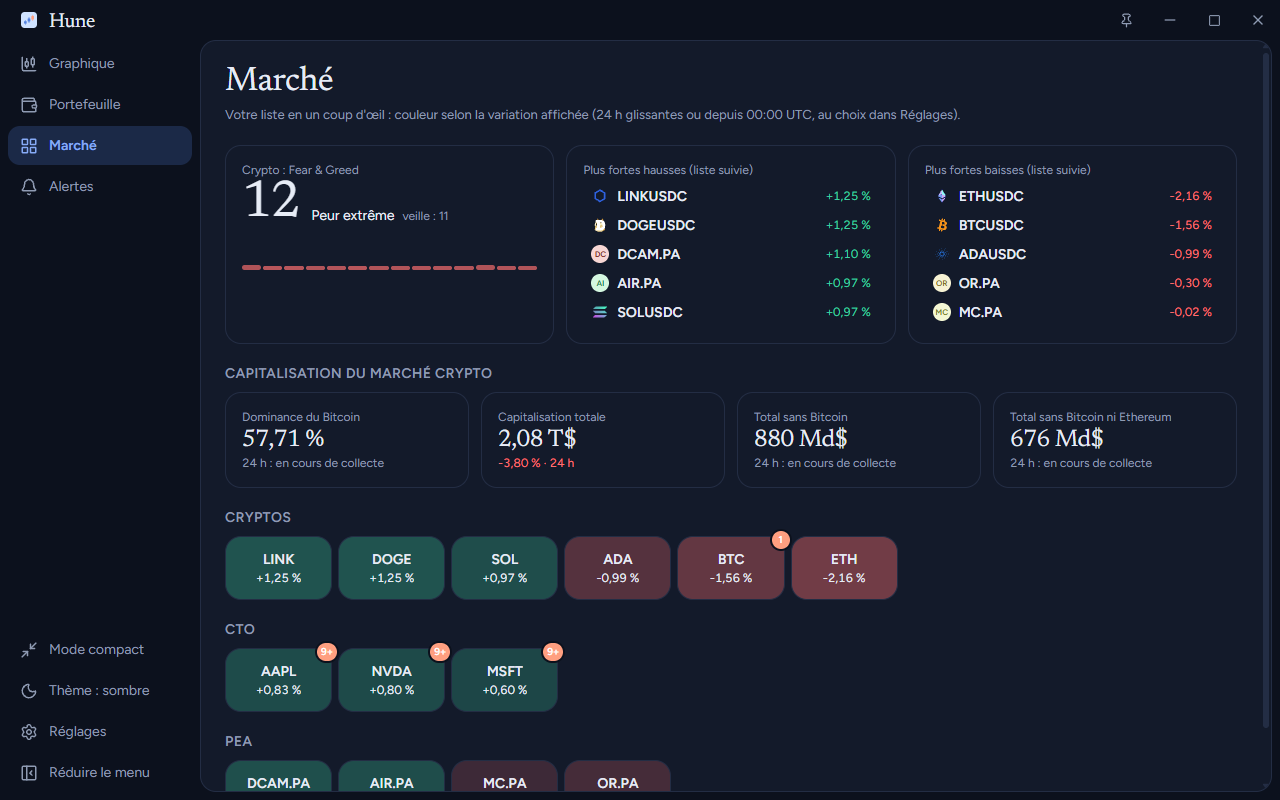 Hune
Graphique
Portefeuille
Marché
Alertes
Mode compact
Thème : sombre
Réglages
Réduire le menu
Marché
Votre liste en un coup d'œil : couleur selon la variation affichée (24 h glissantes ou depuis 00:00 UTC, au choix dans Réglages).
Crypto : Fear & Greed
12 Peur extrême veille : 11
Plus fortes hausses (liste suivie)
LINKUSDC +1,25 %
DOGEUSDC +1,25 %
DC DCAM.PA +1,10 %
AI AIR.PA +0,97 %
SOLUSDC +0,97 %
Plus fortes baisses (liste suivie)
ETHUSDC -2,16 %
BTCUSDC -1,56 %
ADAUSDC -0,99 %
OR OR.PA -0,30 %
MC MC.PA -0,02 %
CAPITALISATION DU MARCHÉ CRYPTO
Dominance du Bitcoin
57,71 %
24 h : en cours de collecte
Capitalisation totale
2,08 T$
-3,80 % · 24 h
Total sans Bitcoin
880 Md$
24 h : en cours de collecte
Total sans Bitcoin ni Ethereum
676 Md$
24 h : en cours de collecte
CRYPTOS
LINK
+1,25 %
DOGE
+1,25 %
SOL
+0,97 %
ADA
-0,99 %
1
BTC
-1,56 %
ETH
-2,16 %
CTO
9+
AAPL
+0,83 %
9+
NVDA
+0,80 %
9+
MSFT
+0,60 %
PEA
DCAM.PA
AIR.PA
MC.PA
OR.PA